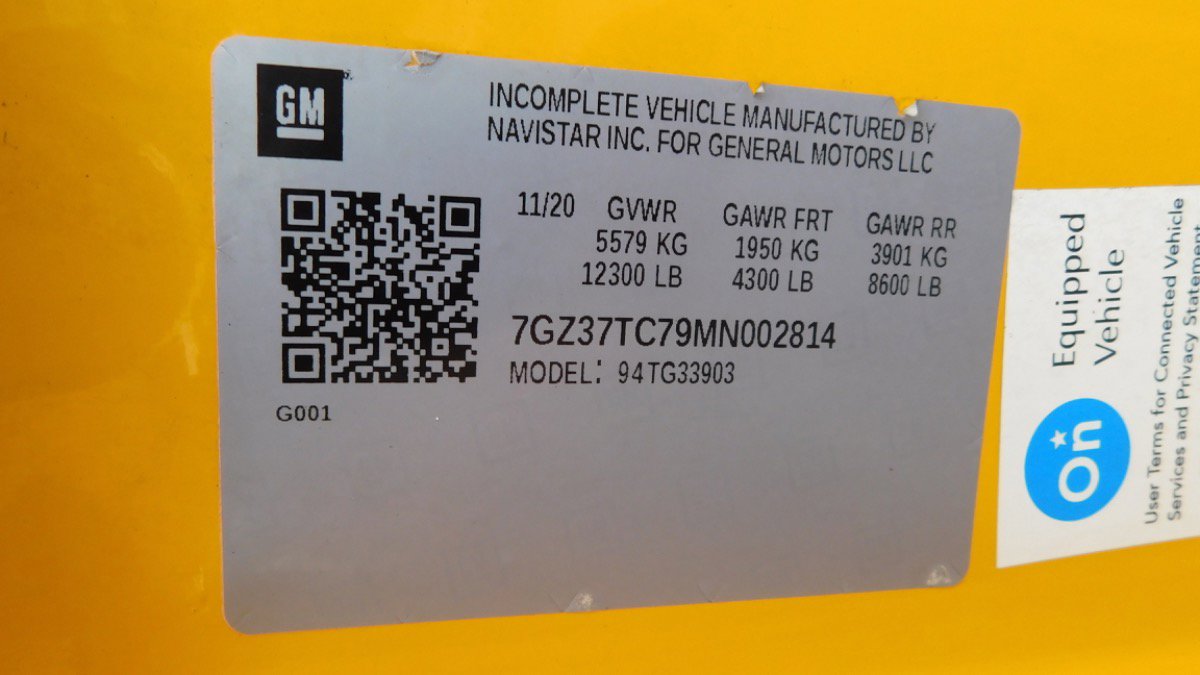 GM
INCOMPLETE VEHICLE MANUFACTURED BY
NAVISTAR INC. FOR GENERAL MOTORS LLC
11/20 GVWR GAWR FRT GAWR RR
5579 KG 1950 KG 3901 KG
12300 LB 4300 LB 8600 LB
7GZ37TC79MN002814
MODEL: 94TG33903
G001
On
Equipped
Vehicle
User Terms for Connected Vehicle
Services and Privacy Statement